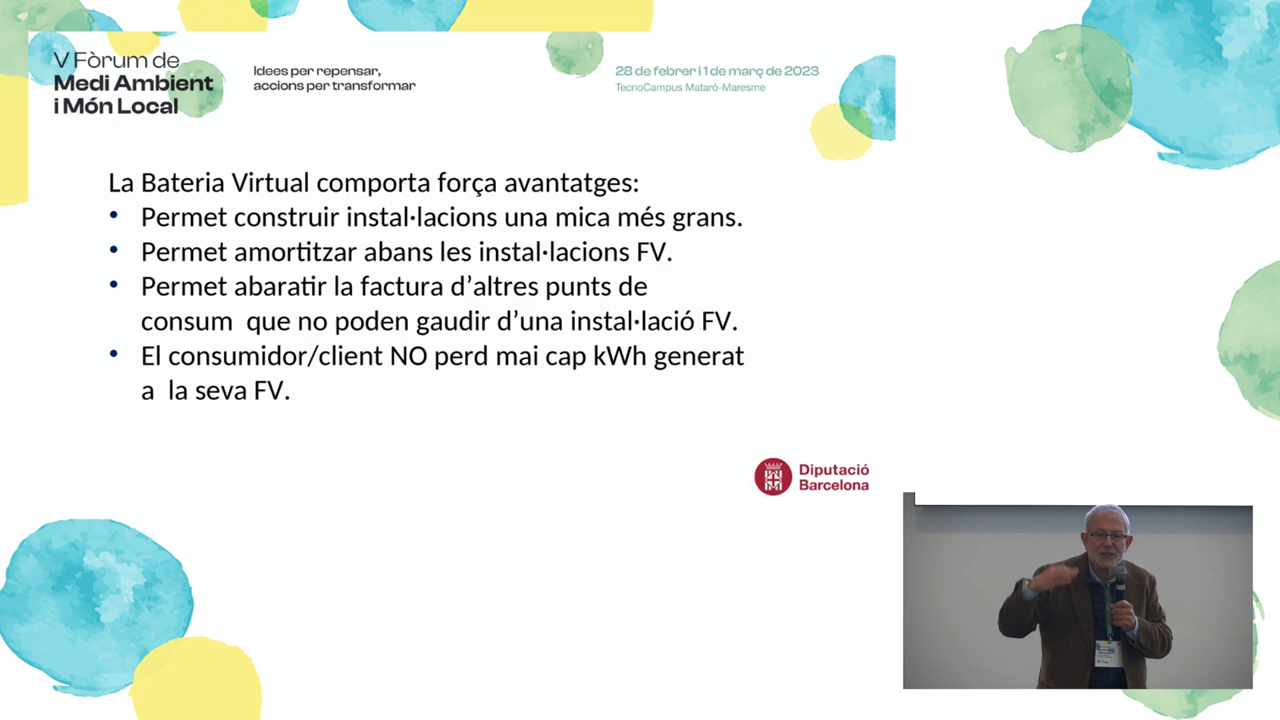 V Fòrum de
Medi Ambient
i Món Local
Idees per repensar,
accions per transformar
28 de febrer i 1 de març de 2023
TecnoCampus Mataró-Maresme
La Bateria Virtual comporta força avantatges:
• Permet construir instal·lacions una mica més grans.
• Permet amortitzar abans les instal·lacions FV.
• Permet abaratir la factura d’altres punts de
consum  que no poden gaudir d’una instal·lació FV.
• El consumidor/client NO perd mai cap kWh generat
a  la seva FV.
Diputació
Barcelona